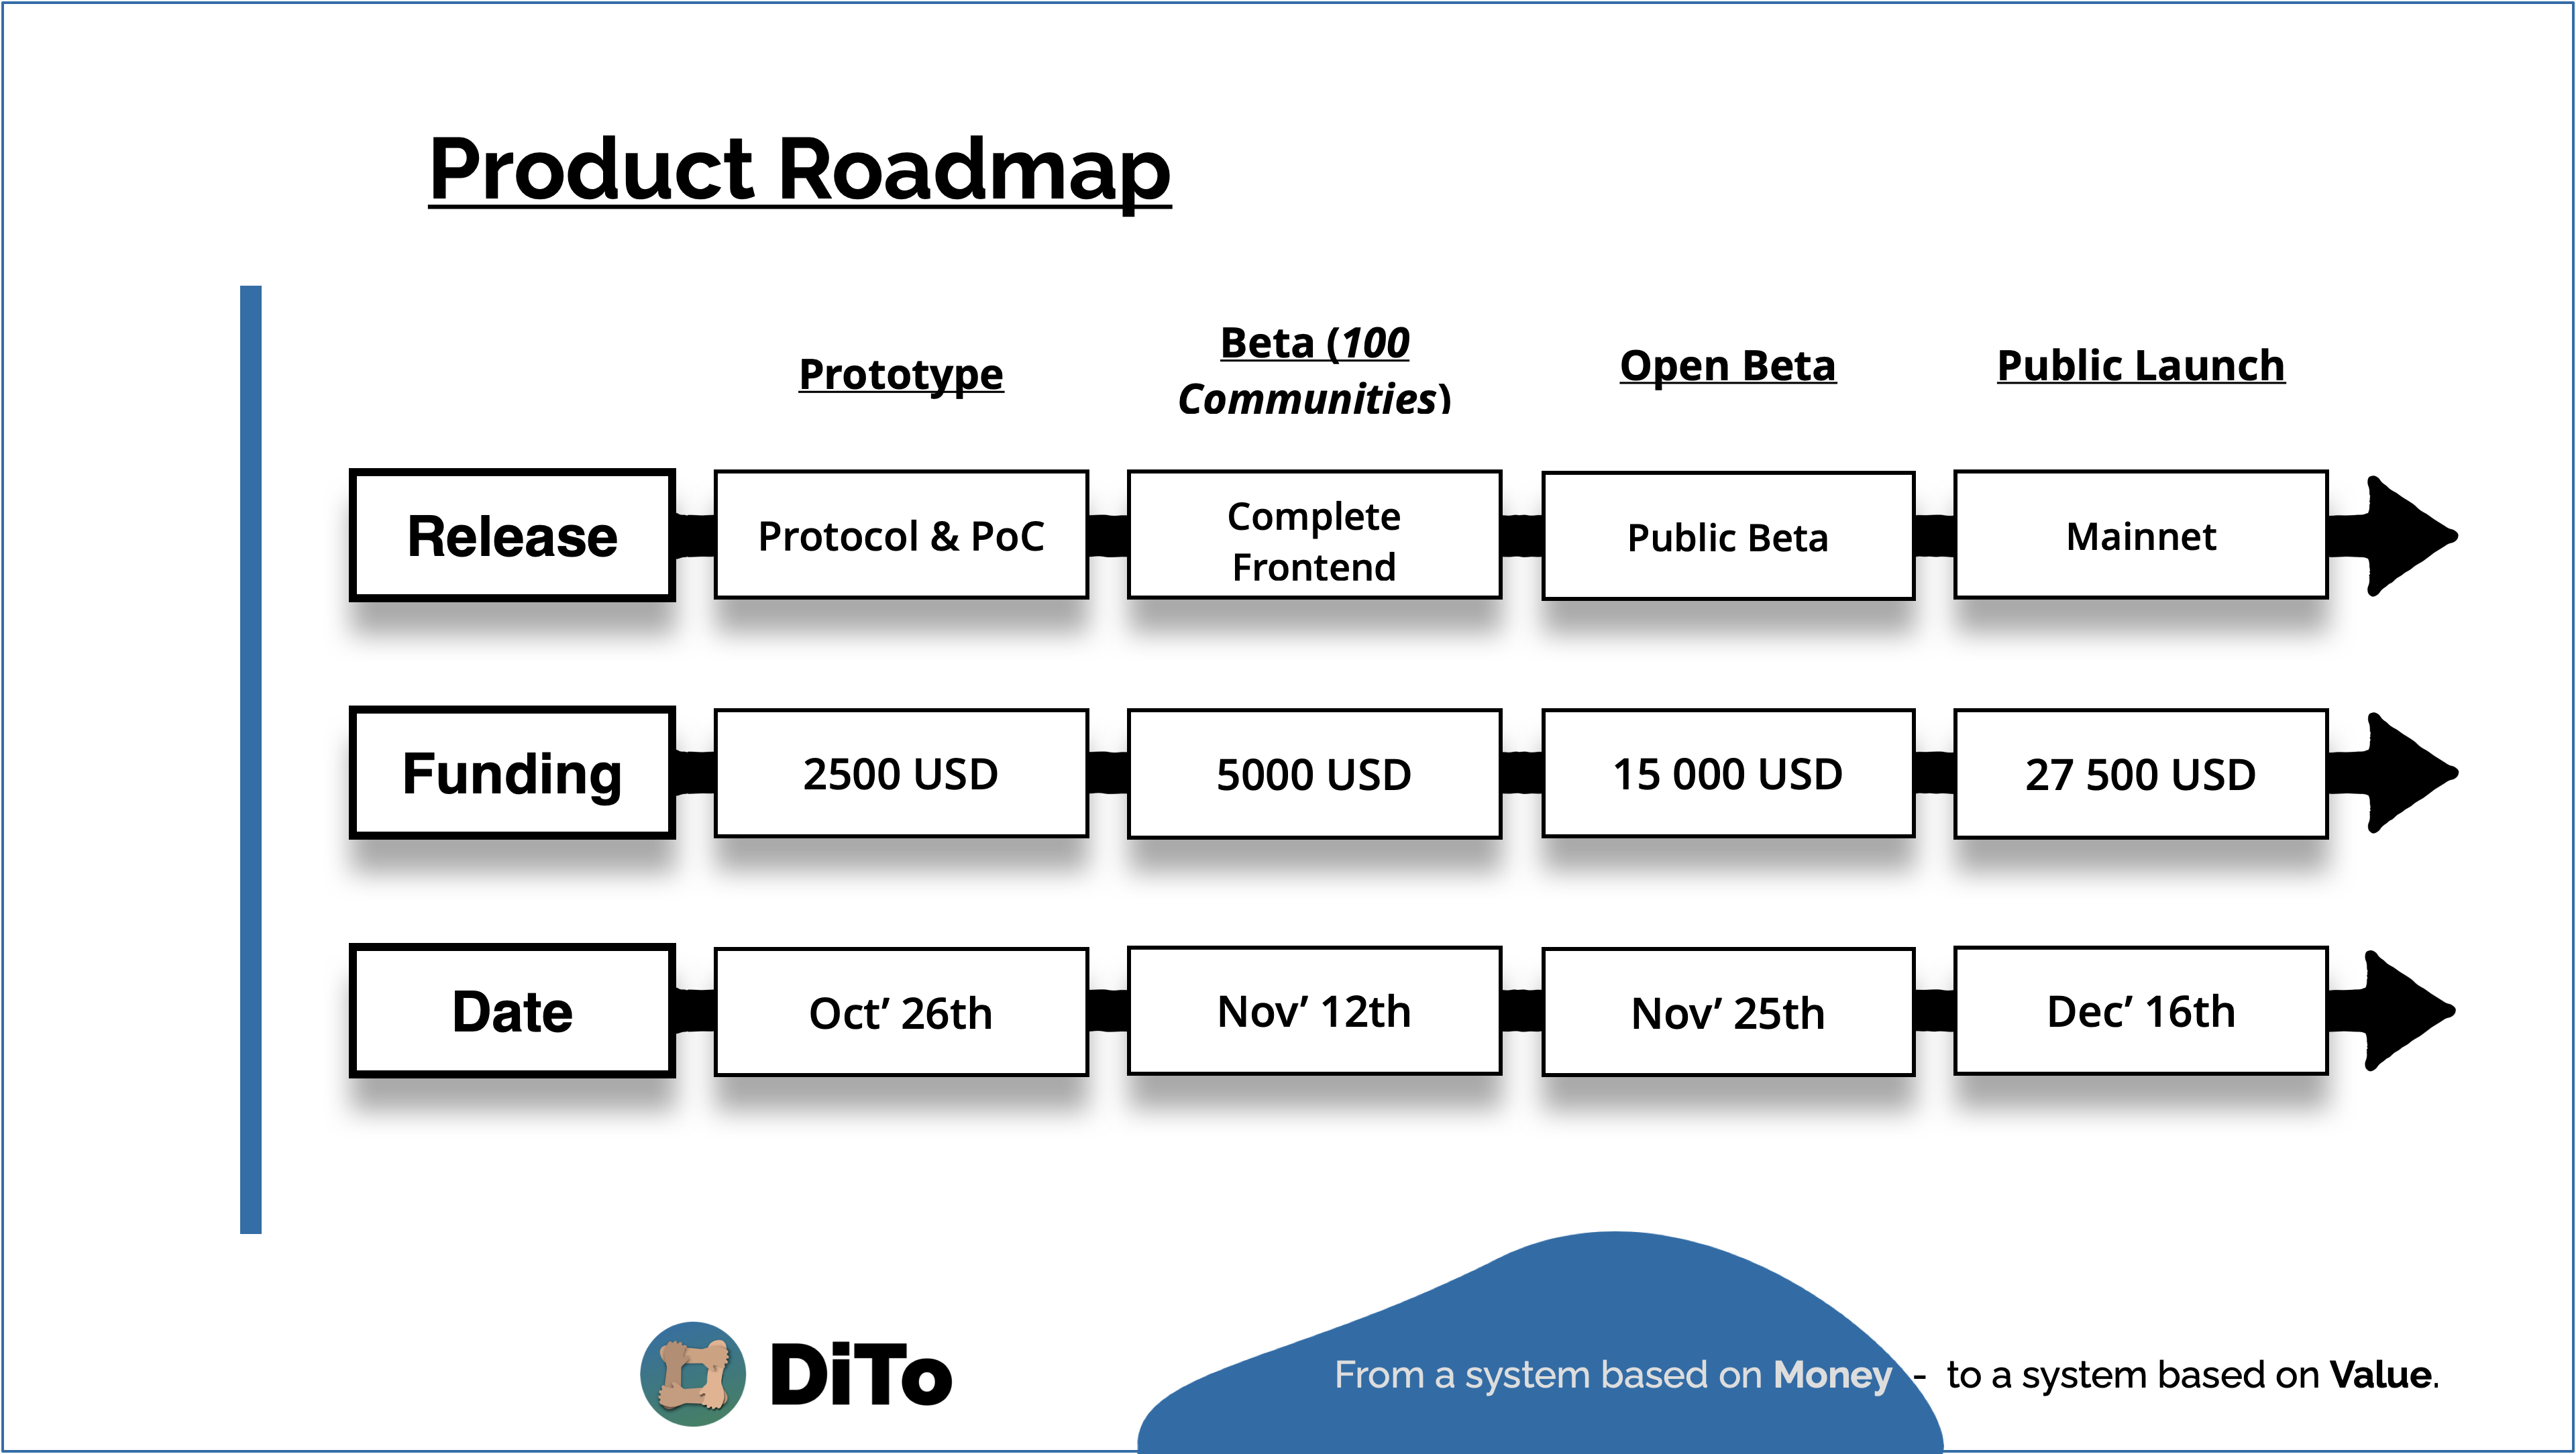 Product Roadmap
Prototype
Beta (100
Communities)
Open Beta
Public Launch
Release
Protocol & PoC
Complete
Frontend
Public Beta
Mainnet
Funding
2500 USD
5000 USD
15 000 USD
27 500 USD
Date
Oct’ 26th
Nov’ 12th
Nov’ 25th
Dec’ 16th
DiTo
From a system based on Money - to a system based on Value.